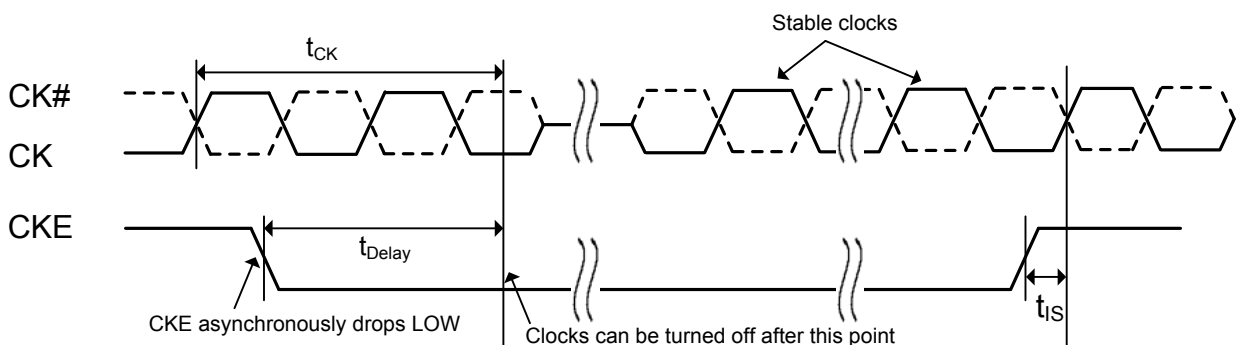 Stable clocks
tCK
CK#
CK
CKE
tDelay
tIS
CKE asynchronously drops LOW
Clocks can be turned off after this point